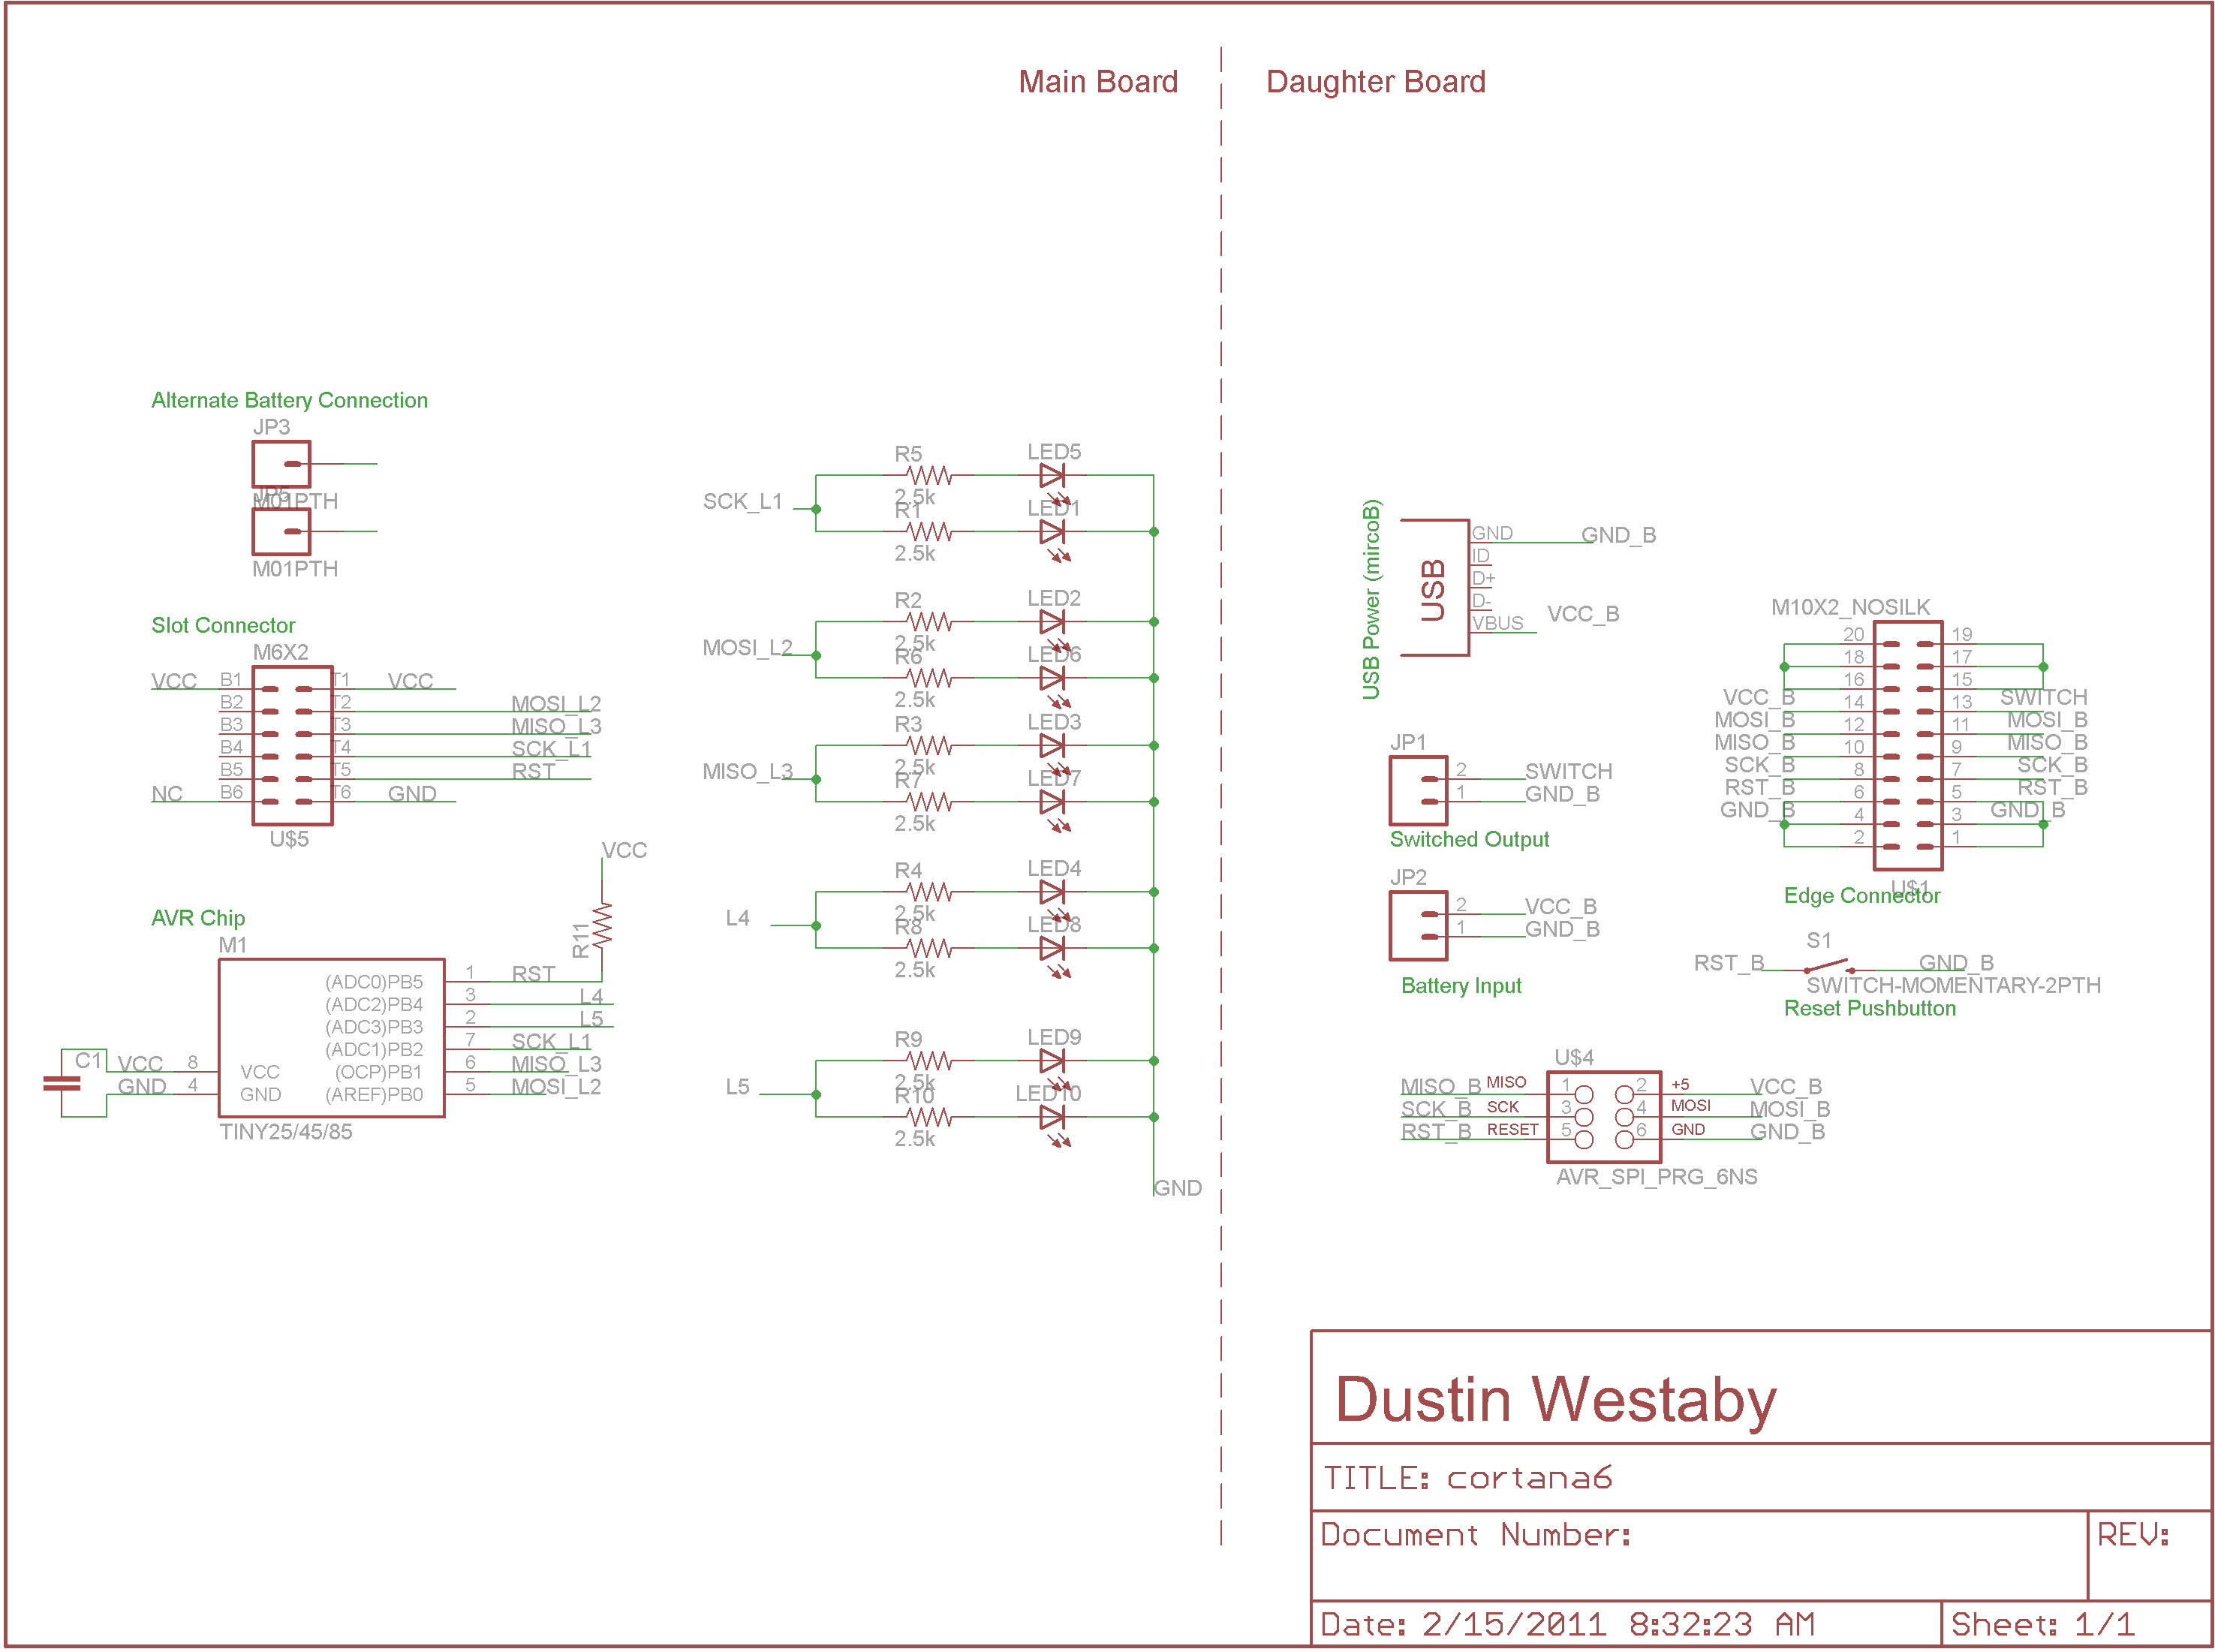 Main Board
Daughter Board
Alternate Battery Connection
JP3
JP5
M01PTH
M01PTH
Slot Connector
M6X2
VCC B1 T1 VCC
B2 T2 MOSI_L2
B3 T3 MISO_L3
B4 T4 SCK_L1
B5 T5 RST
NC B6 T6 GND
U$5
VCC
R11
AVR Chip
M1
(ADC0)PB5 1 RST
(ADC2)PB4 3 L4
(ADC3)PB3 2 L5
(ADC1)PB2 7 SCK_L1
C1 VCC 8 VCC (OCP)PB1 6 MISO_L3
GND 4 GND (AREF)PB0 5 MOSI_L2
TINY25/45/85
R5 LED5
2.5k
SCK_L1
R1 LED1
2.5k
R2 LED2
2.5k
MOSI_L2
R6 LED6
2.5k
R3 LED3
2.5k
MISO_L3
R7 LED7
2.5k
R4 LED4
2.5k
L4
R8 LED8
2.5k
R9 LED9
2.5k
L5
R10 LED10
2.5k
GND
USB Power (mircoB)
USB
GND GND_B
ID
D+
D-
VBUS VCC_B
JP1
2 SWITCH
1 GND_B
Switched Output
JP2
2 VCC_B
1 GND_B
Battery Input
M10X2_NOSILK
20 19
18 17
16 15
VCC_B 14 13 SWITCH
MOSI_B 12 11 MOSI_B
MISO_B 10 9 MISO_B
SCK_B 8 7 SCK_B
RST_B 6 5 RST_B
GND_B 4 3 GND_B
2 1
U$1
Edge Connector
S1
RST_B GND_B
SWITCH-MOMENTARY-2PTH
Reset Pushbutton
U$4
MISO_B MISO 1 2 +5 VCC_B
SCK_B SCK 3 4 MOSI MOSI_B
RST_B RESET 5 6 GND GND_B
AVR_SPI_PRG_6NS
Dustin Westaby
TITLE: cortana6
Document Number:
REV:
Date: 2/15/2011 8:32:23 AM
Sheet: 1/1